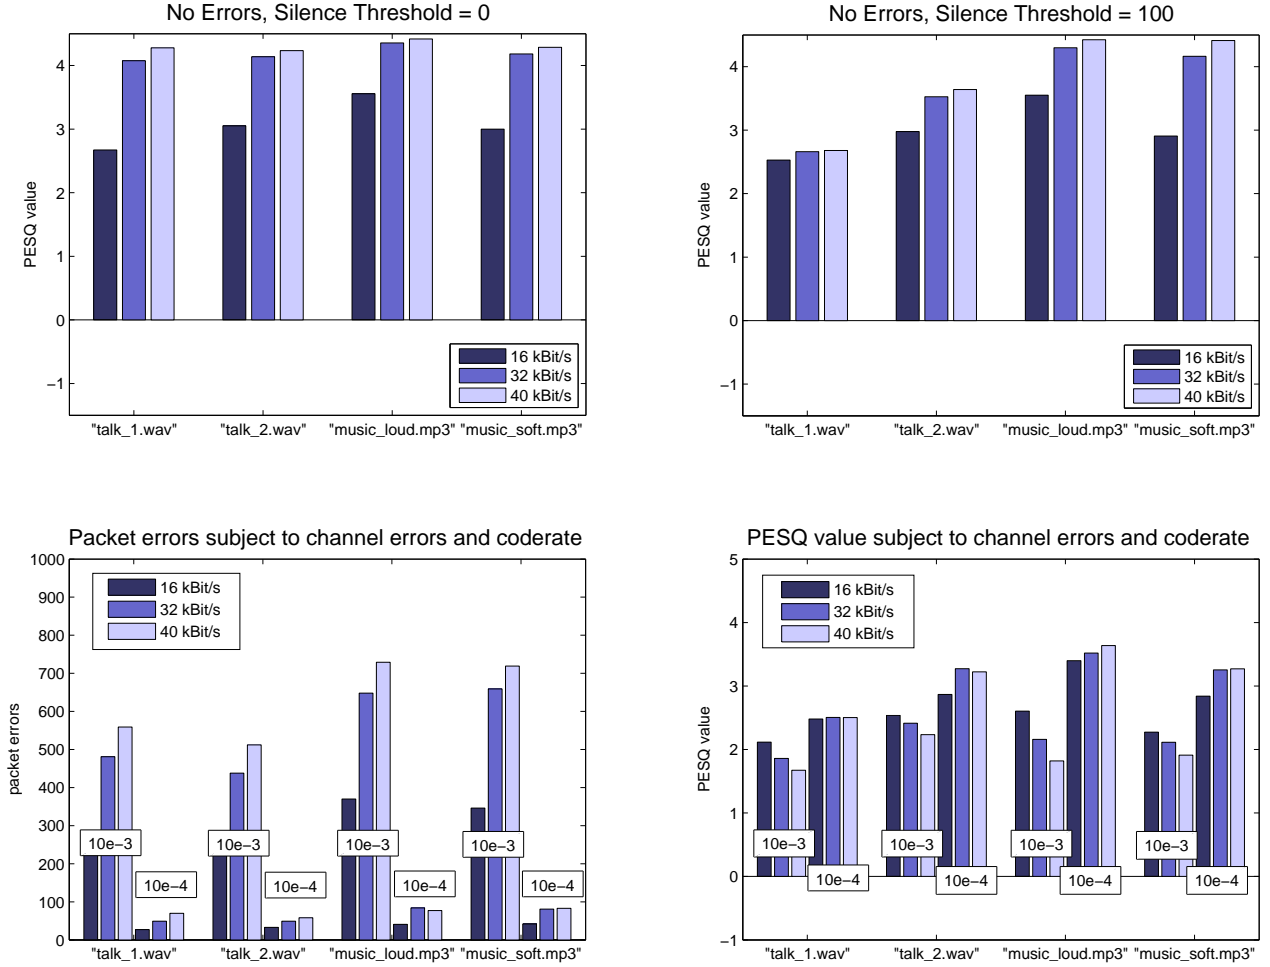 No Errors, Silence Threshold = 0
4
3
2
1
0
−1
PESQ value
16 kBit/s
32 kBit/s
40 kBit/s
"talk_1.wav" "talk_2.wav" "music_loud.mp3" "music_soft.mp3"
No Errors, Silence Threshold = 100
4
3
2
1
0
−1
PESQ value
16 kBit/s
32 kBit/s
40 kBit/s
"talk_1.wav" "talk_2.wav" "music_loud.mp3" "music_soft.mp3"
Packet errors subject to channel errors and coderate
1000
900
800
700
600
500
400
300
200
100
0
packet errors
16 kBit/s
32 kBit/s
40 kBit/s
10e−3 10e−3 10e−3 10e−3
10e−4 10e−4 10e−4 10e−4
"talk_1.wav" "talk_2.wav" "music_loud.mp3" "music_soft.mp3"
PESQ value subject to channel errors and coderate
5
4
3
2
1
0
−1
PESQ value
16 kBit/s
32 kBit/s
40 kBit/s
10e−3 10e−3 10e−3 10e−3
10e−4 10e−4 10e−4 10e−4
"talk_1.wav" "talk_2.wav" "music_loud.mp3" "music_soft.mp3"